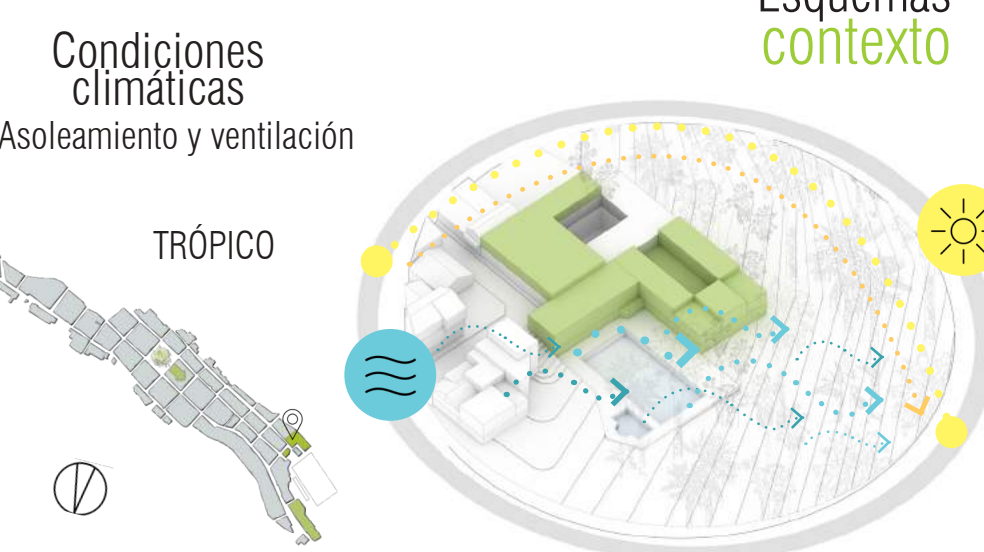 Esquemas
contexto
Condiciones
climáticas
Asoleamiento y ventilación
TRÓPICO